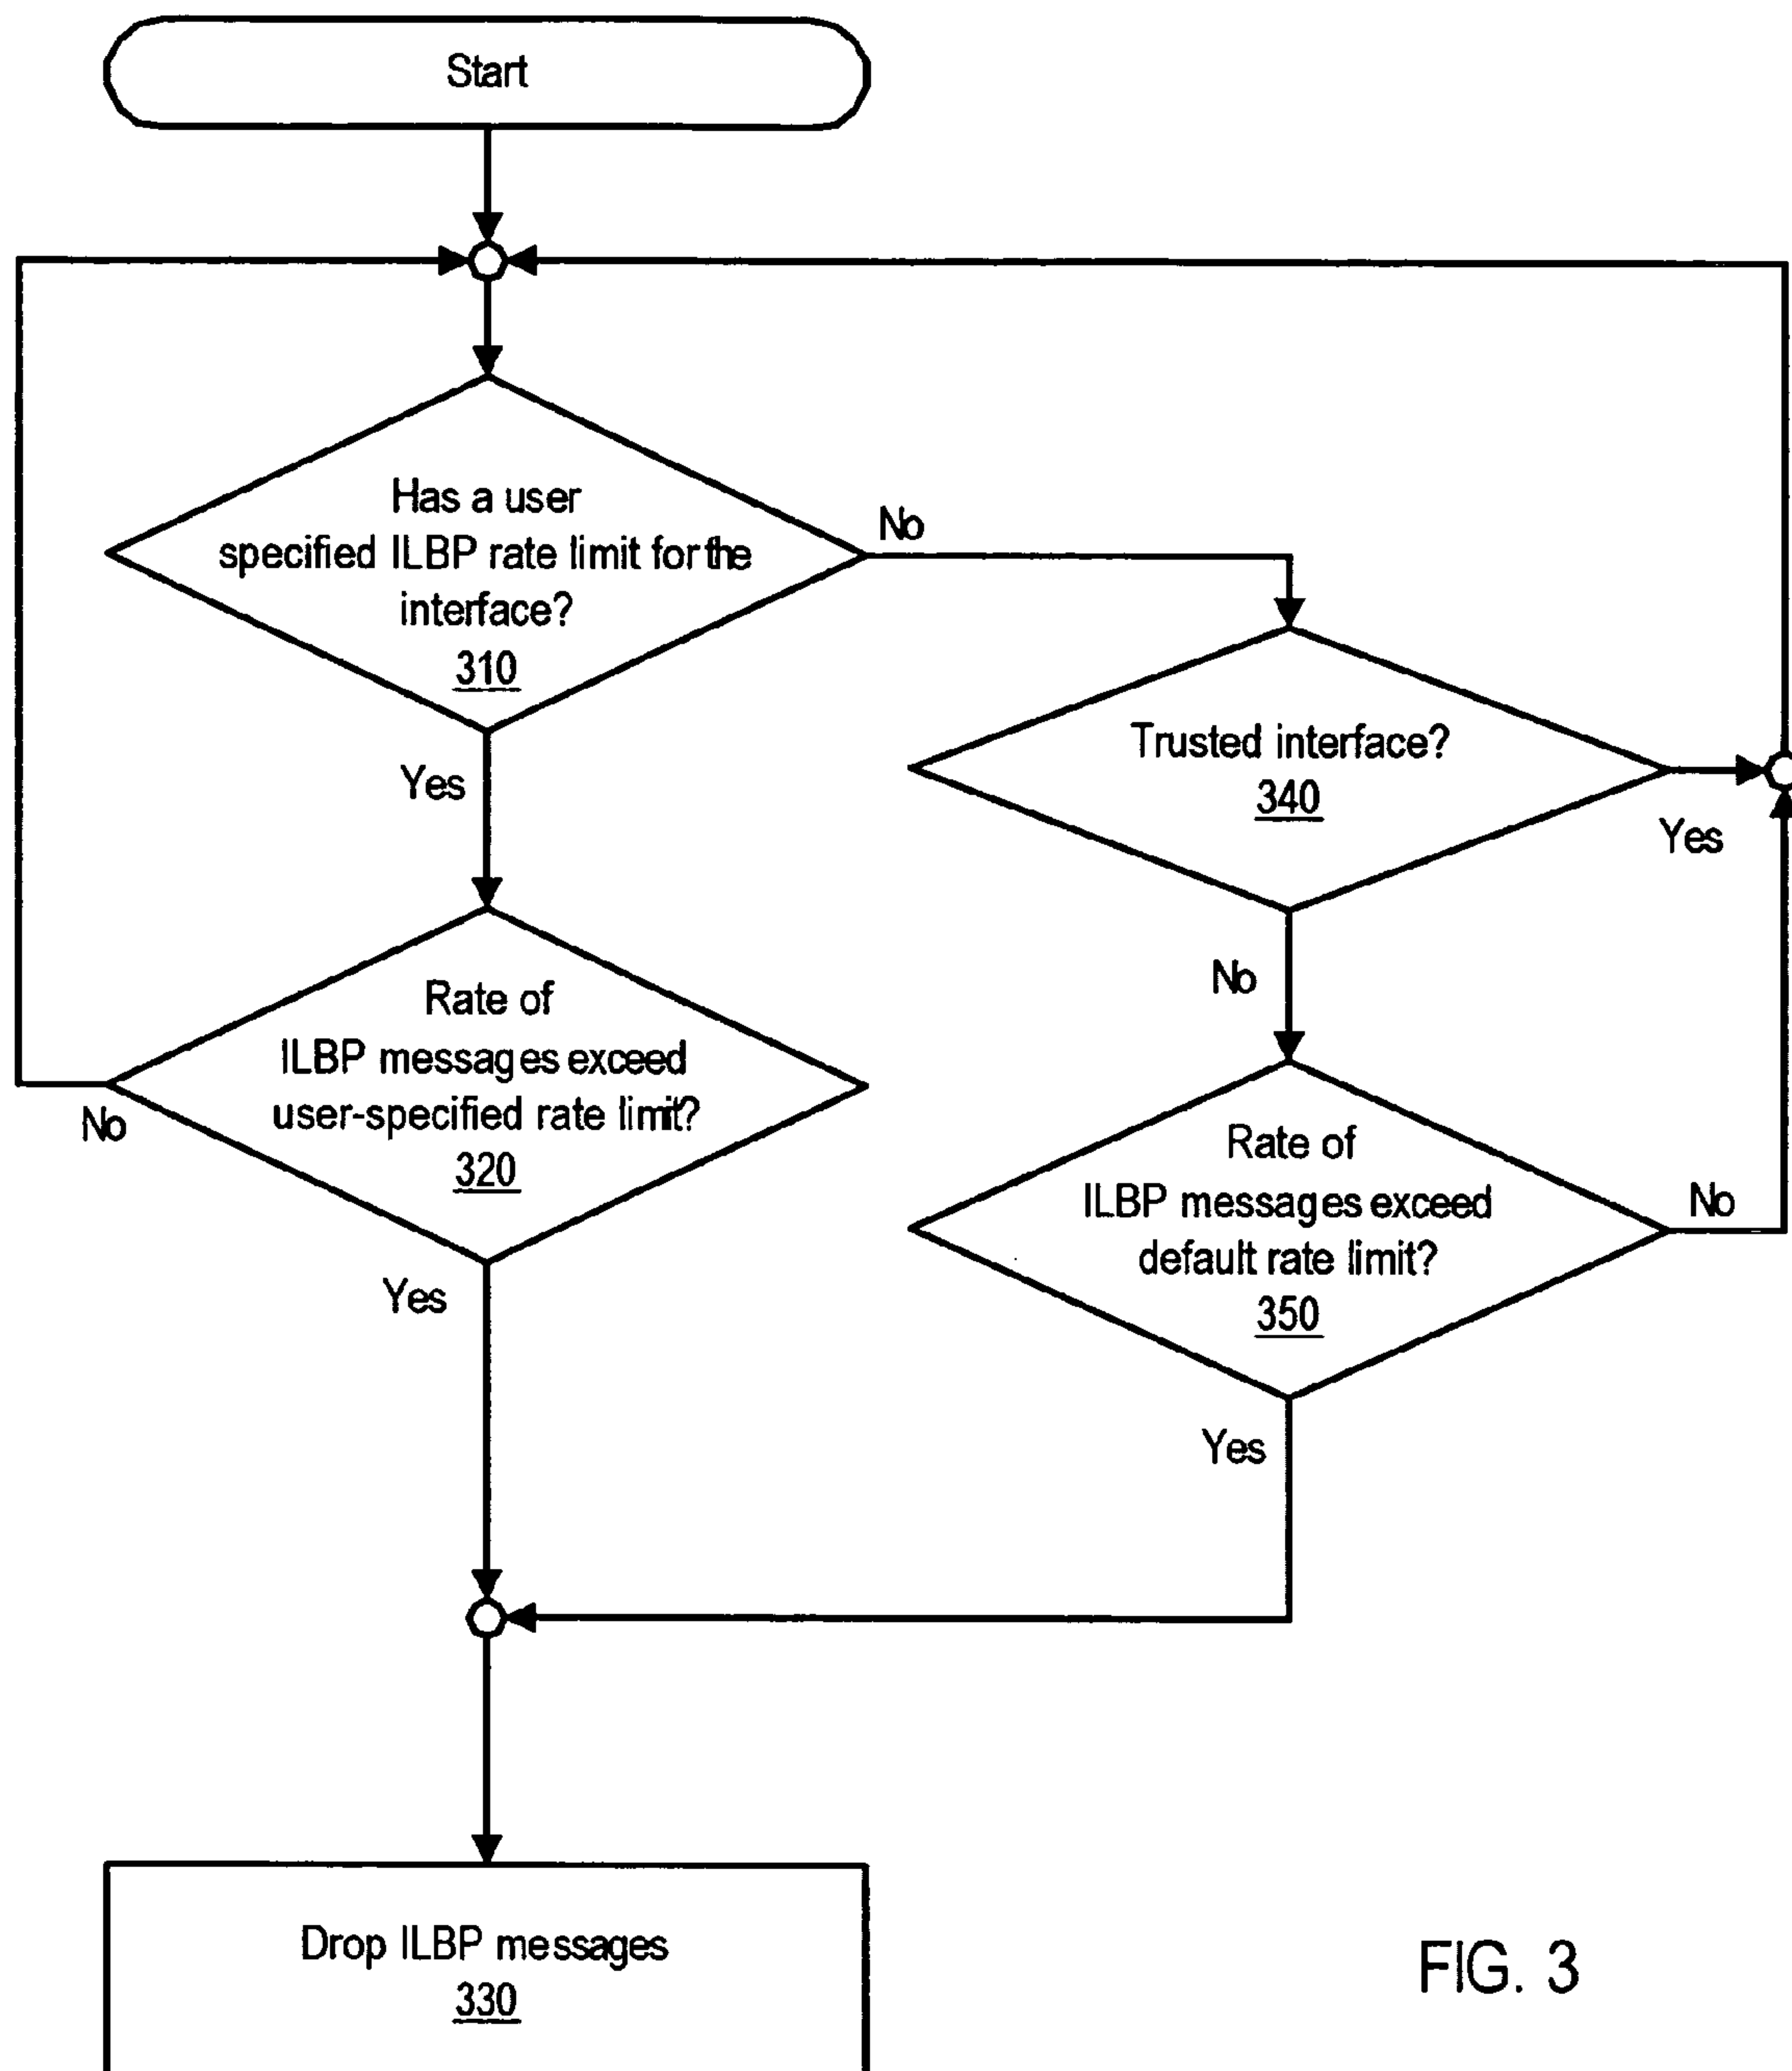 Start
Has a user
specified ILBP rate limit for the
interface?
310
No
Yes
Trusted interface?
340
Yes
No
Rate of
ILBP messages exceed
user-specified rate limit?
320
No
Yes
Rate of
ILBP messages exceed
default rate limit?
350
No
Yes
Drop ILBP messages
330
FIG. 3